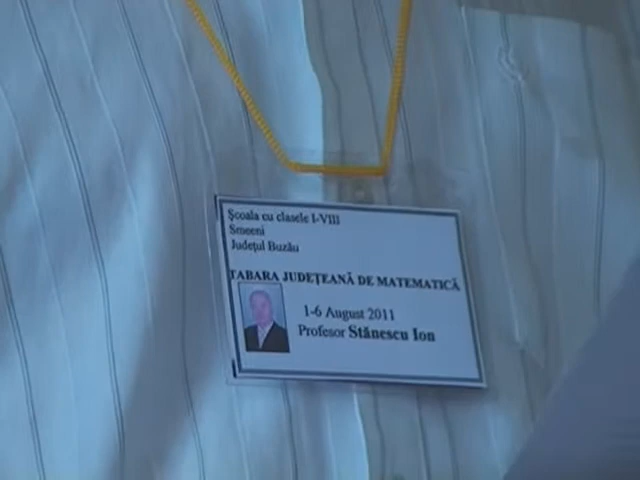 Şcoala cu clasele I-VIII
Smeeni
Judeţul Buzău
TABARA JUDEŢEANĂ DE MATEMATICĂ
1-6 August 2011
Profesor Stănescu Ion